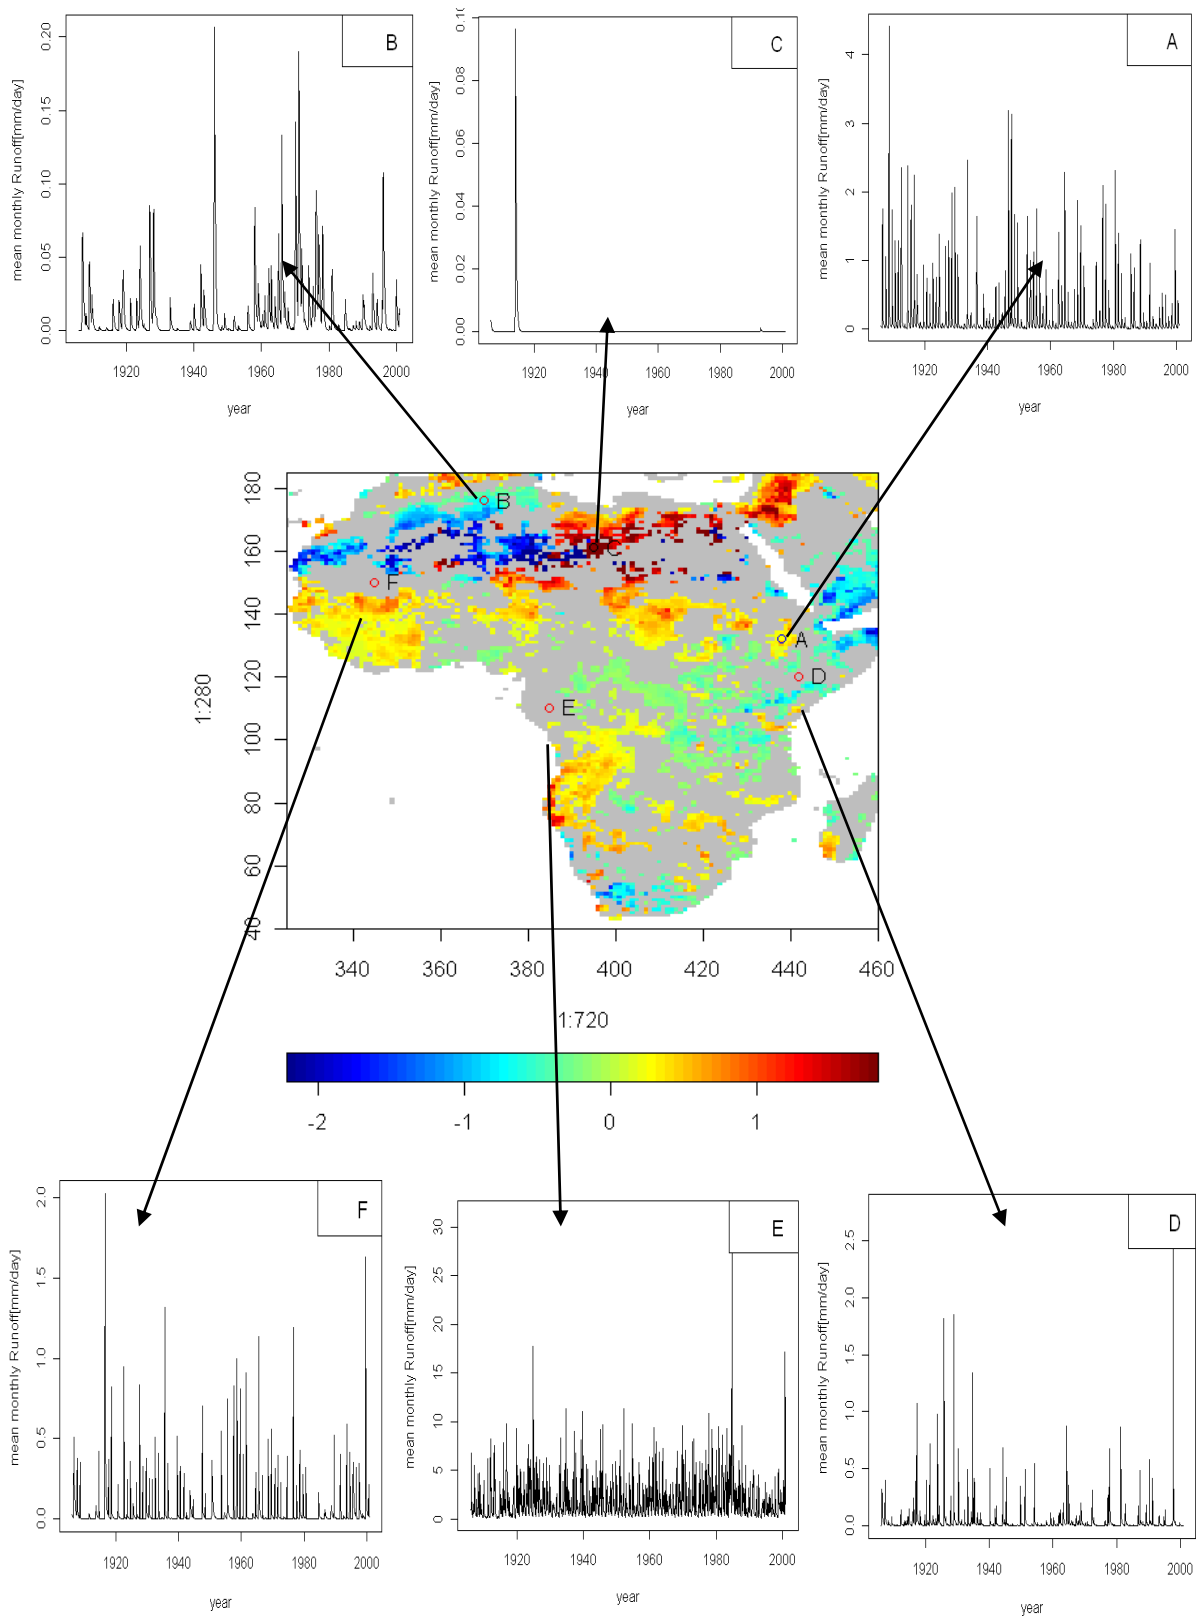 B
mean monthly Runoff[mm/day]
0.20
0.15
0.10
0.05
0.00
1920 1940 1960 1980 2000
year
C
mean monthly Runoff[mm/day]
0.08
0.06
0.04
0.02
0.00
1920 1940 1960 1980 2000
year
A
mean monthly Runoff[mm/day]
4
3
2
1
0
1920 1940 1960 1980 2000
year
1:280
180
160
140
120
100
80
60
40
B
C
F
A
D
E
340 360 380 400 420 440 460
1:720
-2 -1 0 1
F
mean monthly Runoff[mm/day]
2.0
1.5
1.0
0.5
0.0
1920 1940 1960 1980 2000
year
E
mean monthly Runoff[mm/day]
30
25
20
15
10
5
0
1920 1940 1960 1980 2000
year
D
mean monthly Runoff[mm/day]
2.5
2.0
1.5
1.0
0.5
0.0
1920 1940 1960 1980 2000
year